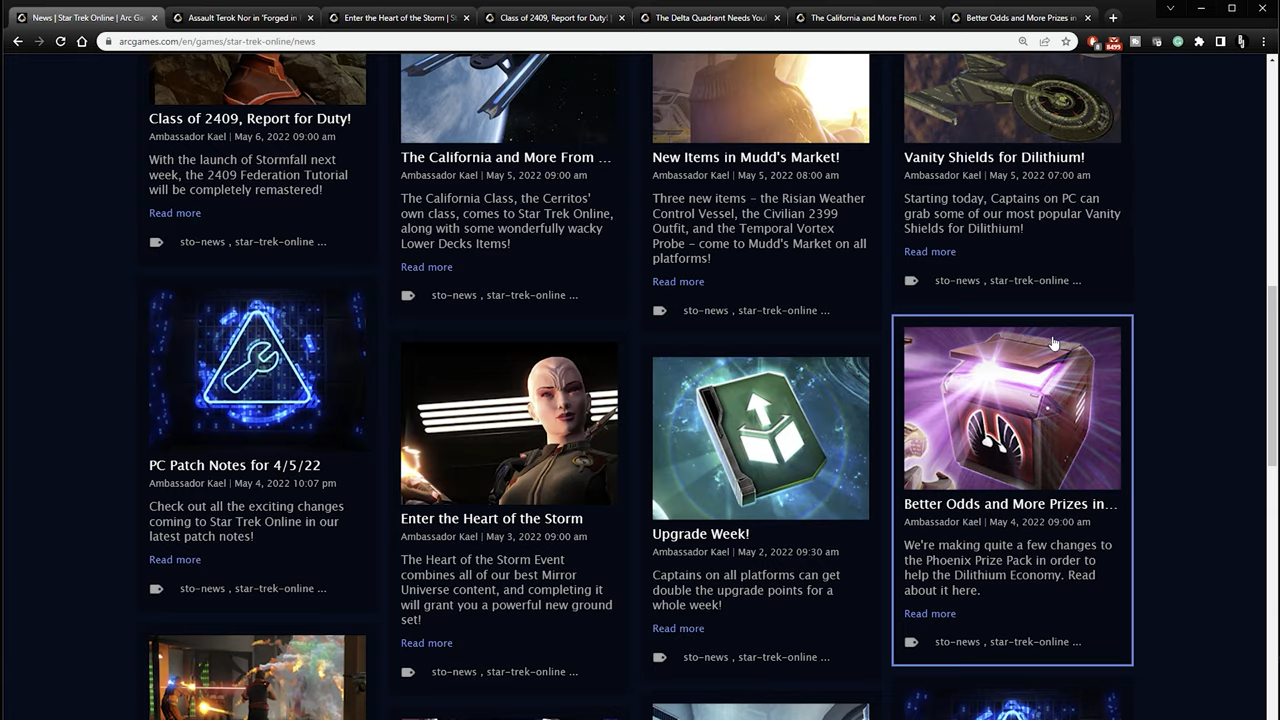 News | Star Trek Online | Arc Ga
Assault Terok Nor in 'Forged in
Enter the Heart of the Storm | S
Class of 2409, Report for Duty!
The Delta Quadrant Needs You
The California and More From
Better Odds and More Prizes in
arcgames.com/en/games/star-trek-online/news
8499
Class of 2409, Report for Duty!
Ambassador Kael | May 6, 2022 09:00 am
With the launch of Stormfall next
week, the 2409 Federation Tutorial
will be completely remastered!
Read more
sto-news , star-trek-online ...
PC Patch Notes for 4/5/22
Ambassador Kael | May 4, 2022 10:07 pm
Check out all the exciting changes
coming to Star Trek Online in our
latest patch notes!
Read more
sto-news , star-trek-online ...
The California and More From ...
Ambassador Kael | May 5, 2022 09:00 am
The California Class, the Cerritos'
own class, comes to Star Trek Online,
along with some wonderfully wacky
Lower Decks Items!
Read more
sto-news , star-trek-online ...
Enter the Heart of the Storm
Ambassador Kael | May 3, 2022 09:00 am
The Heart of the Storm Event
combines all of our best Mirror
Universe content, and completing it
will grant you a powerful new ground
set!
Read more
sto-news , star-trek-online ...
New Items in Mudd's Market!
Ambassador Kael | May 5, 2022 08:00 am
Three new items - the Risian Weather
Control Vessel, the Civilian 2399
Outfit, and the Temporal Vortex
Probe - come to Mudd's Market on all
platforms!
Read more
sto-news , star-trek-online ...
Upgrade Week!
Ambassador Kael | May 2, 2022 09:30 am
Captains on all platforms can get
double the upgrade points for a
whole week!
Read more
sto-news , star-trek-online ...
Vanity Shields for Dilithium!
Ambassador Kael | May 5, 2022 07:00 am
Starting today, Captains on PC can
grab some of our most popular Vanity
Shields for Dilithium!
Read more
sto-news , star-trek-online ...
Better Odds and More Prizes in...
Ambassador Kael | May 4, 2022 09:00 am
We're making quite a few changes to
the Phoenix Prize Pack in order to
help the Dilithium Economy. Read
about it here.
Read more
sto-news , star-trek-online ...